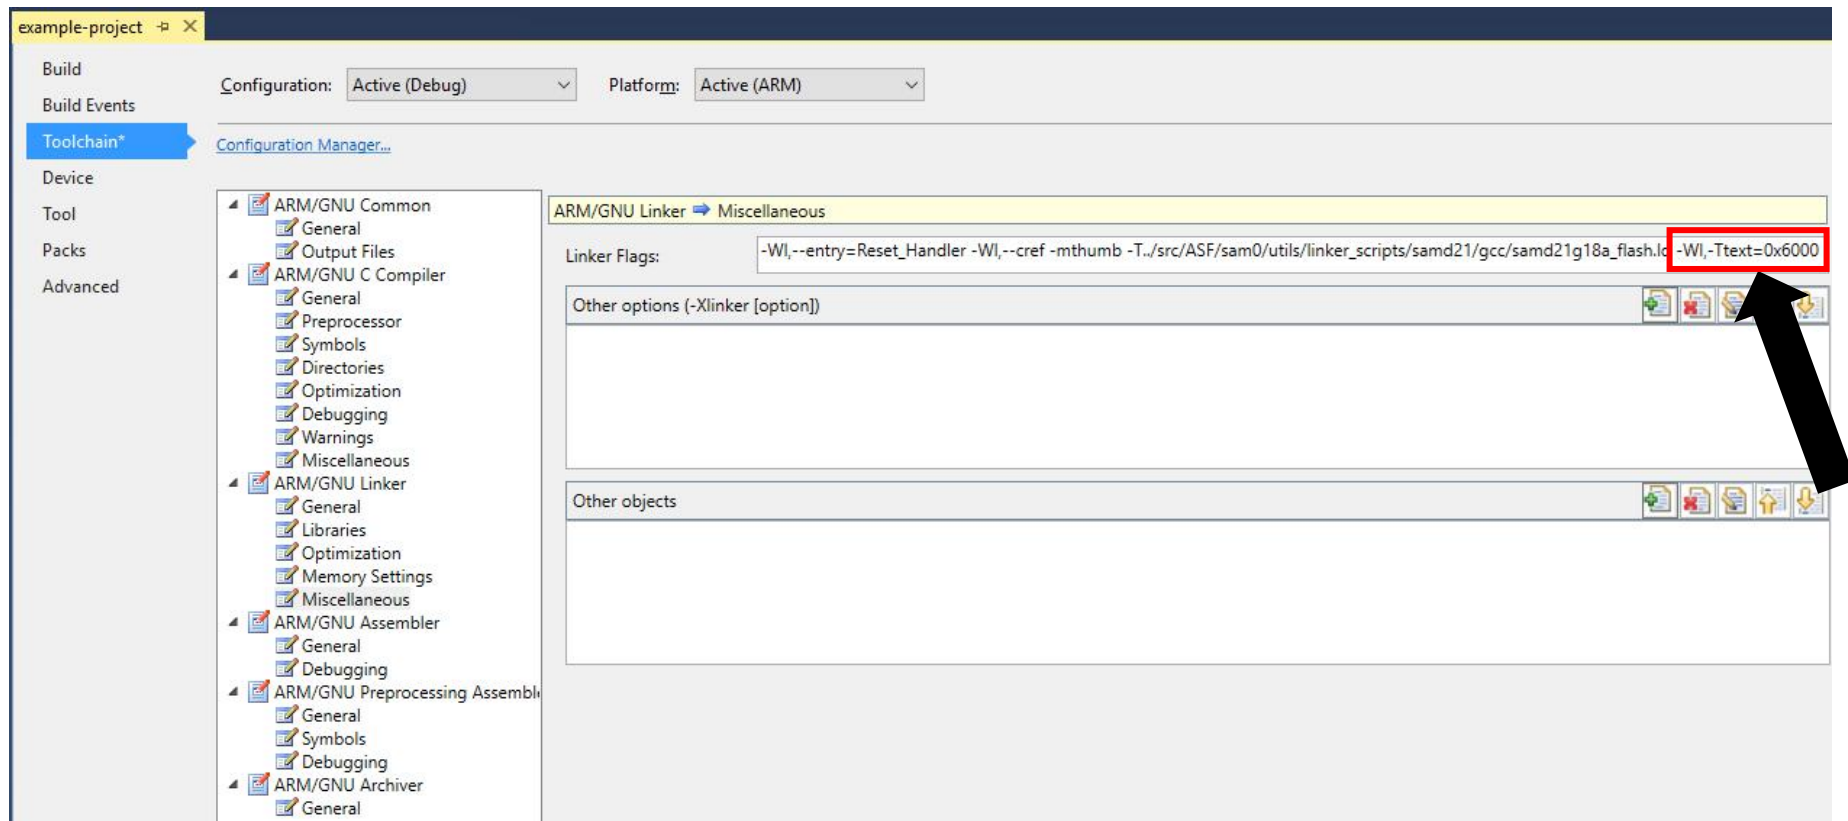 example-project
Build
Build Events
Toolchain*
Device
Tool
Packs
Advanced
Configuration: Active (Debug) Platform: Active (ARM)
Configuration Manager...
ARM/GNU Common
General
Output Files
ARM/GNU C Compiler
General
Preprocessor
Symbols
Directories
Optimization
Debugging
Warnings
Miscellaneous
ARM/GNU Linker
General
Libraries
Optimization
Memory Settings
Miscellaneous
ARM/GNU Assembler
General
Debugging
ARM/GNU Preprocessing Assemble
General
Symbols
Debugging
ARM/GNU Archiver
General
ARM/GNU Linker Miscellaneous
Linker Flags: -Wl,--entry=Reset_Handler -Wl,--cref -mthumb -T../src/ASF/sam0/utils/linker_scripts/samd21/gcc/samd21g18a_flash.ld -Wl,-Ttext=0x6000
Other options (-Xlinker [option])
Other objects